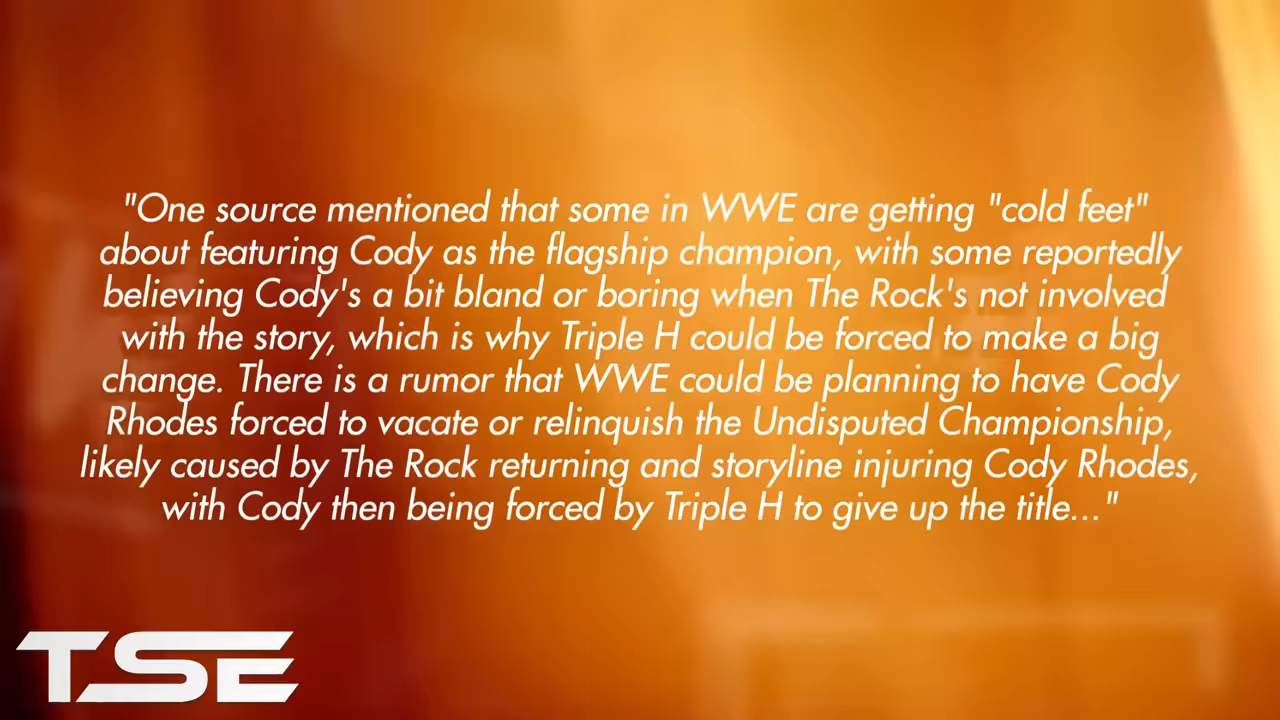 "One source mentioned that some in WWE are getting "cold feet"
about featuring Cody as the flagship champion, with some reportedly
believing Cody's a bit bland or boring when The Rock's not involved
with the story, which is why Triple H could be forced to make a big
change. There is a rumor that WWE could be planning to have Cody
Rhodes forced to vacate or relinquish the Undisputed Championship,
likely caused by The Rock returning and storyline injuring Cody Rhodes,
with Cody then being forced by Triple H to give up the title..."
TSE